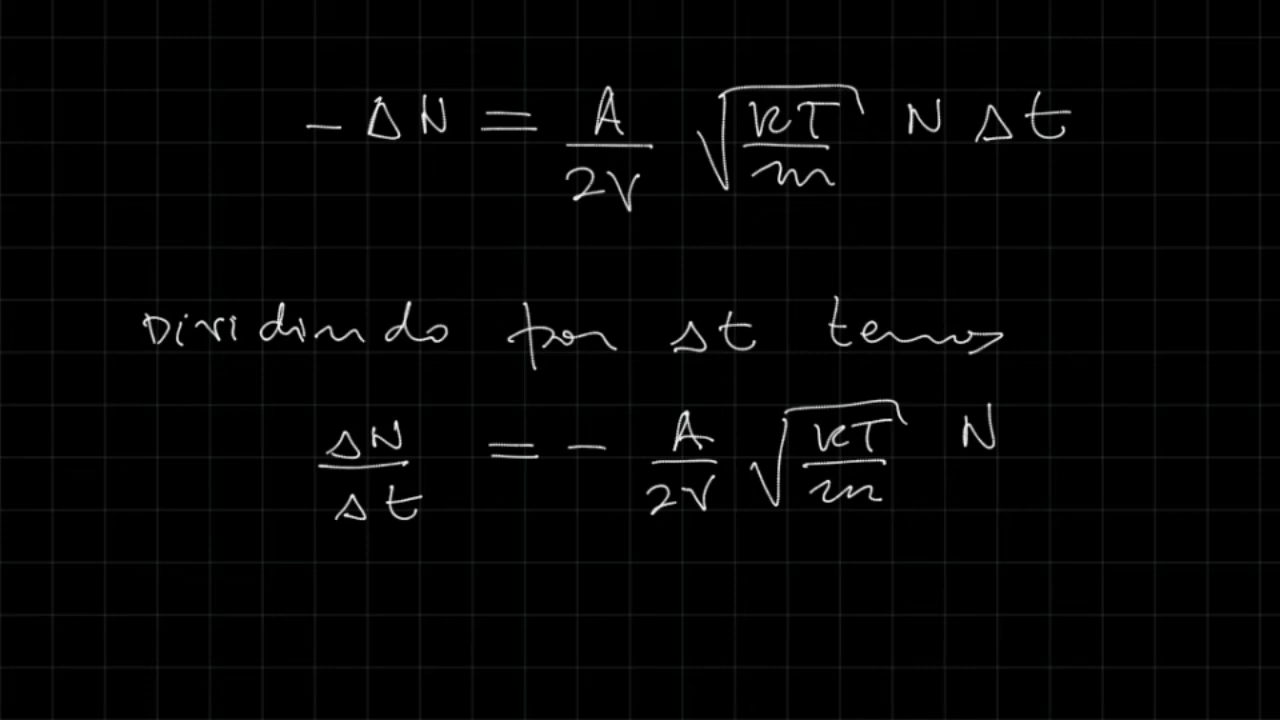 -ΔN = A/2V √(kT/m) N Δt
Dividindo por Δt temos
ΔN/Δt = - A/2V √(kT/m) N